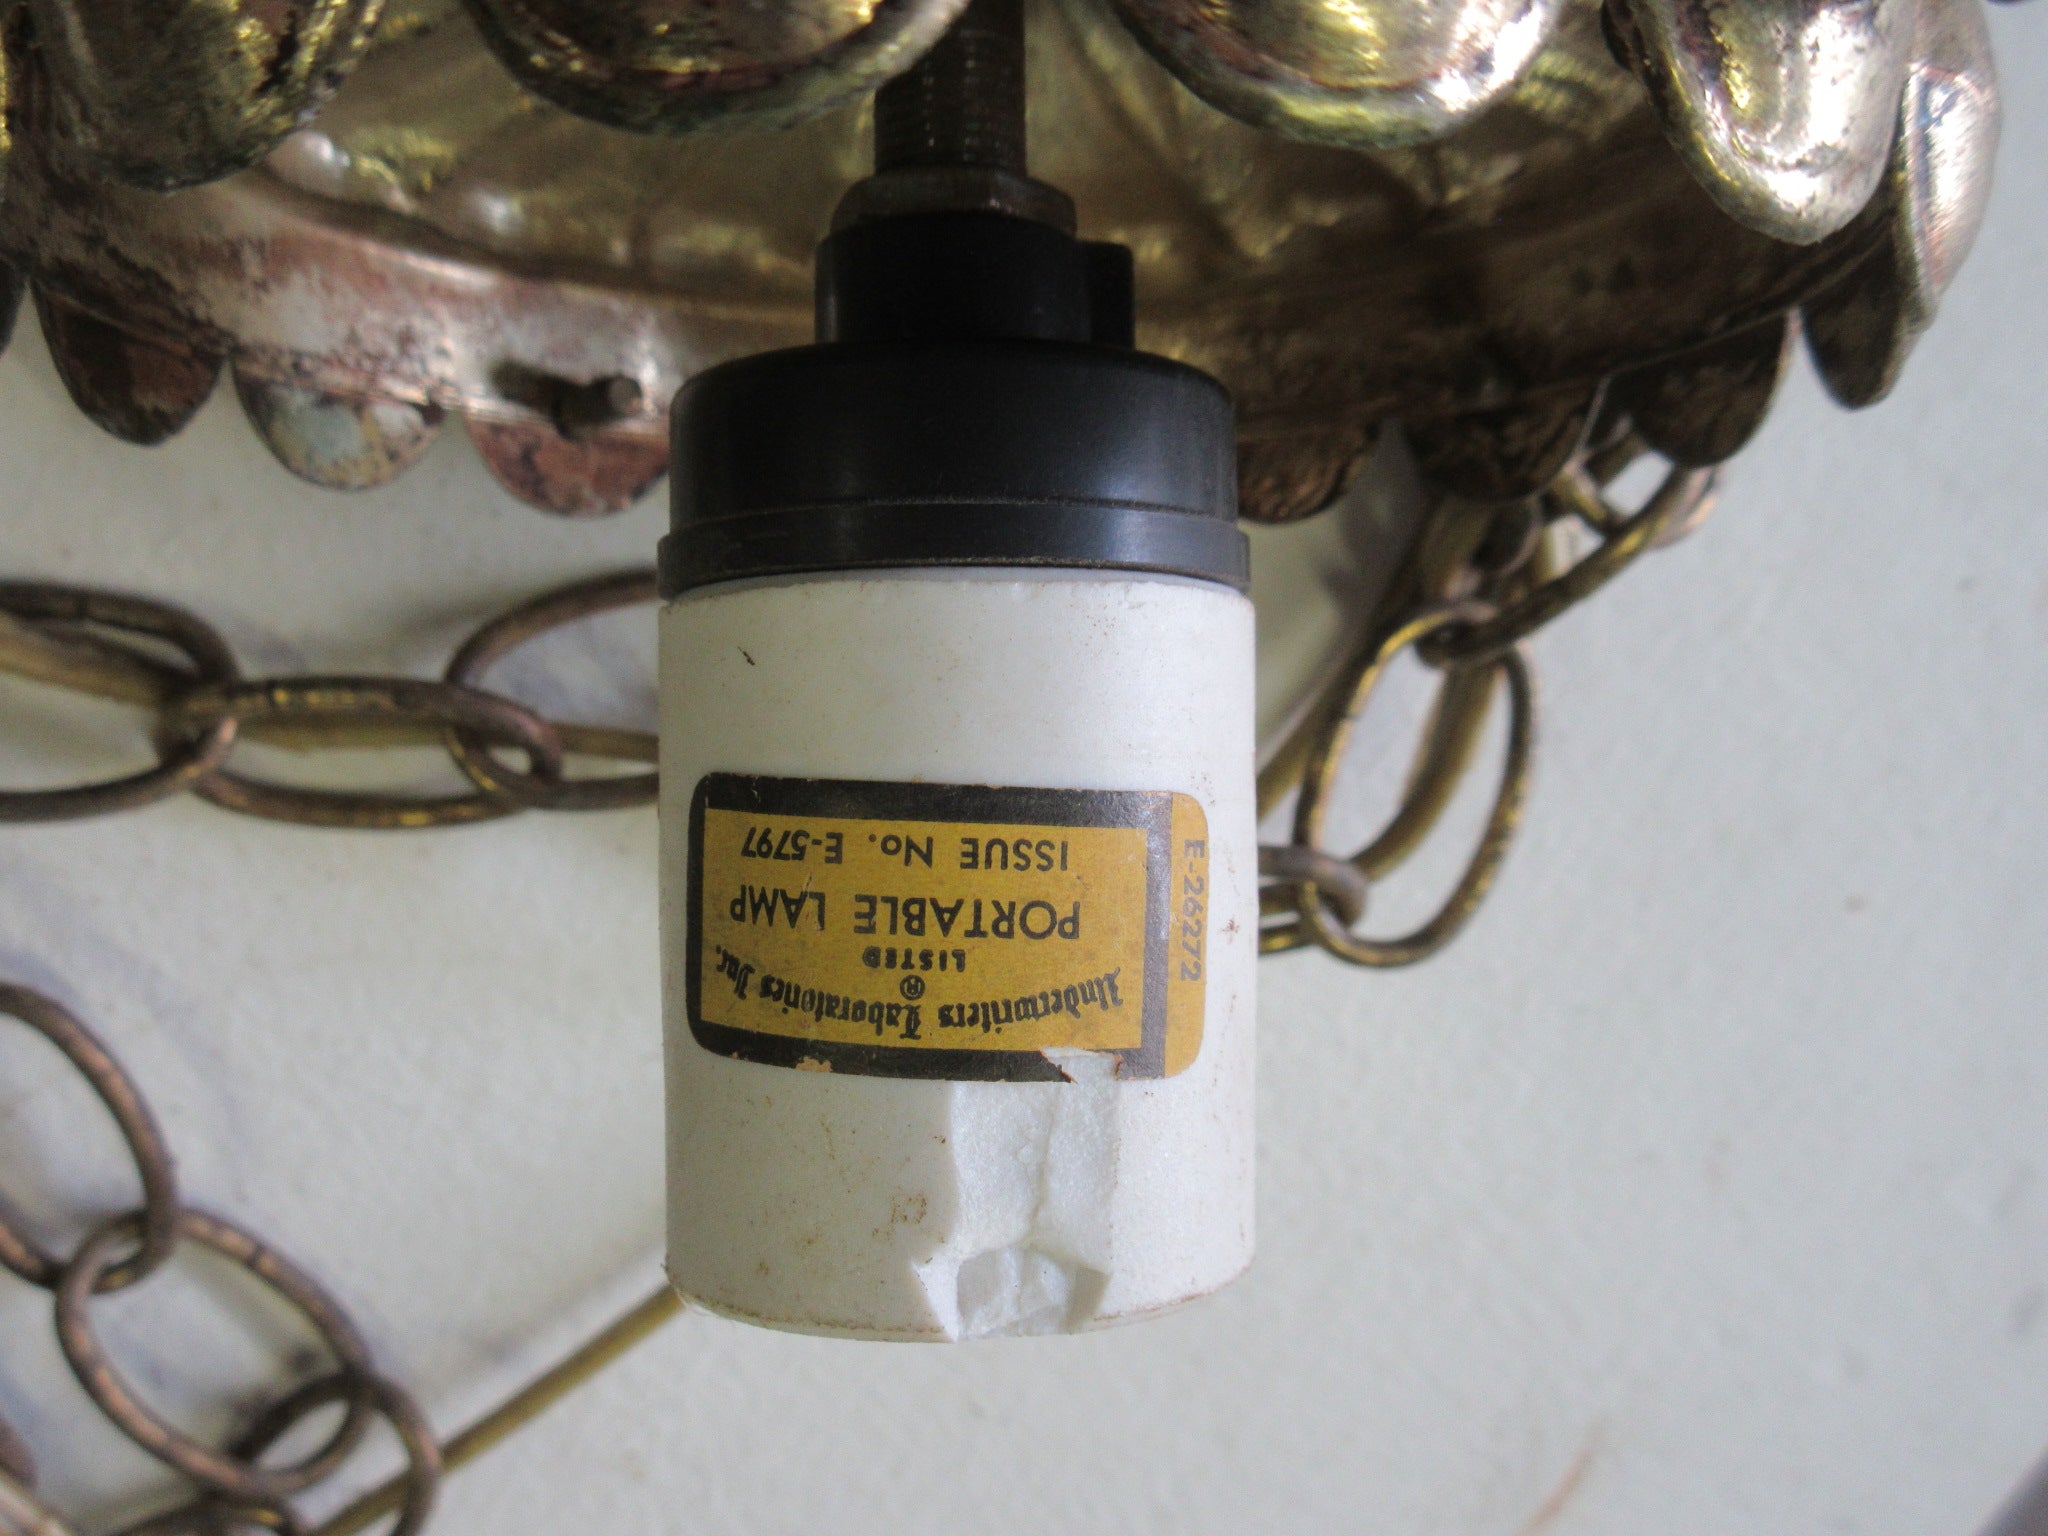 Underwriters Laboratories Inc.
®
LISTED
PORTABLE LAMP
ISSUE No. E-5797
E-26272